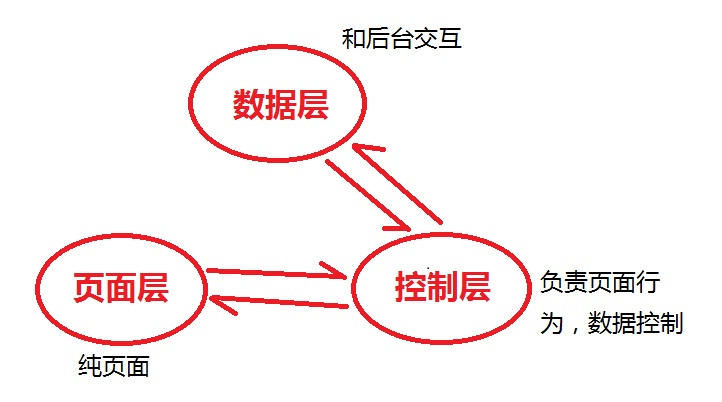 和后台交互
数据层
页面层
控制层
负责页面行
为，数据控制
纯页面